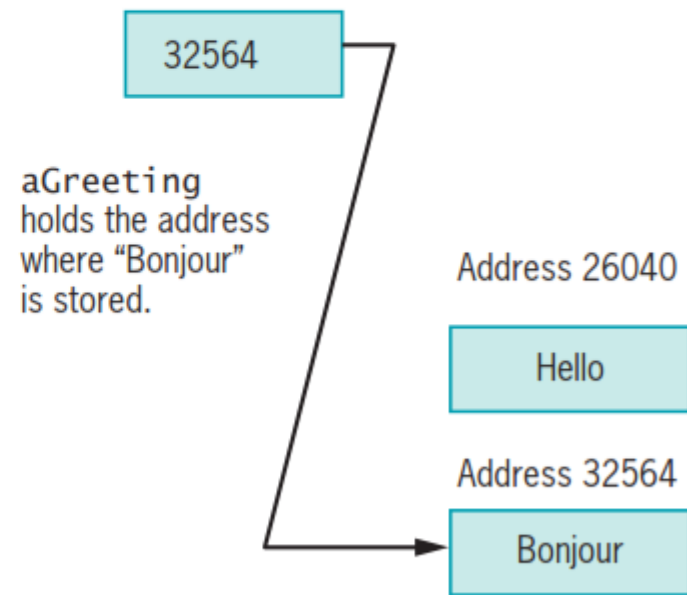 32564
aGreeting
holds the address
where “Bonjour”
is stored.
Address 26040
Hello
Address 32564
Bonjour